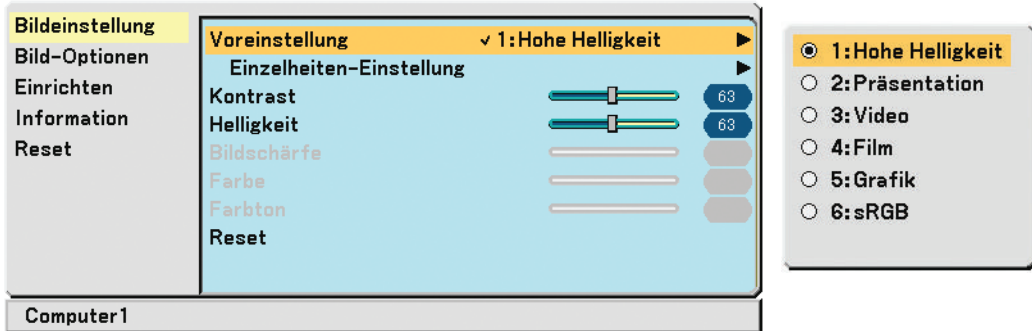 Bildeinstellung
Bild-Optionen
Einrichten
Information
Reset
Voreinstellung ✓1:Hohe Helligkeit
Einzelheiten-Einstellung
Kontrast 63
Helligkeit 63
Bildschärfe
Farbe
Farbton
Reset
Computer1
1:Hohe Helligkeit
2:Präsentation
3:Video
4:Film
5:Grafik
6:sRGB